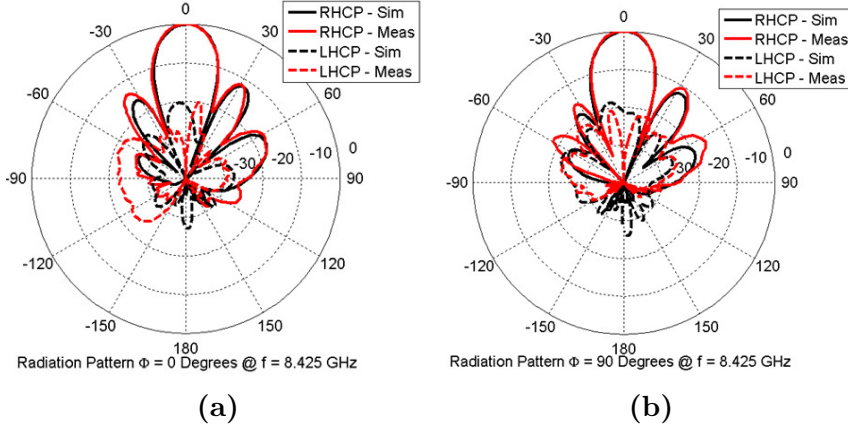 0
RHCP - Sim
RHCP - Meas
LHCP - Sim
LHCP - Meas
-30
30
-60
60
-90
-30
-20
-10
0
90
-120
120
-150
150
180
Radiation Pattern Φ = 0 Degrees @ f = 8.425 GHz
(a)
0
RHCP - Sim
RHCP - Meas
LHCP - Sim
LHCP - Meas
-30
30
-60
60
-90
-30
-20
-10
0
90
-120
120
-150
150
180
Radiation Pattern Φ = 90 Degrees @ f = 8.425 GHz
(b)